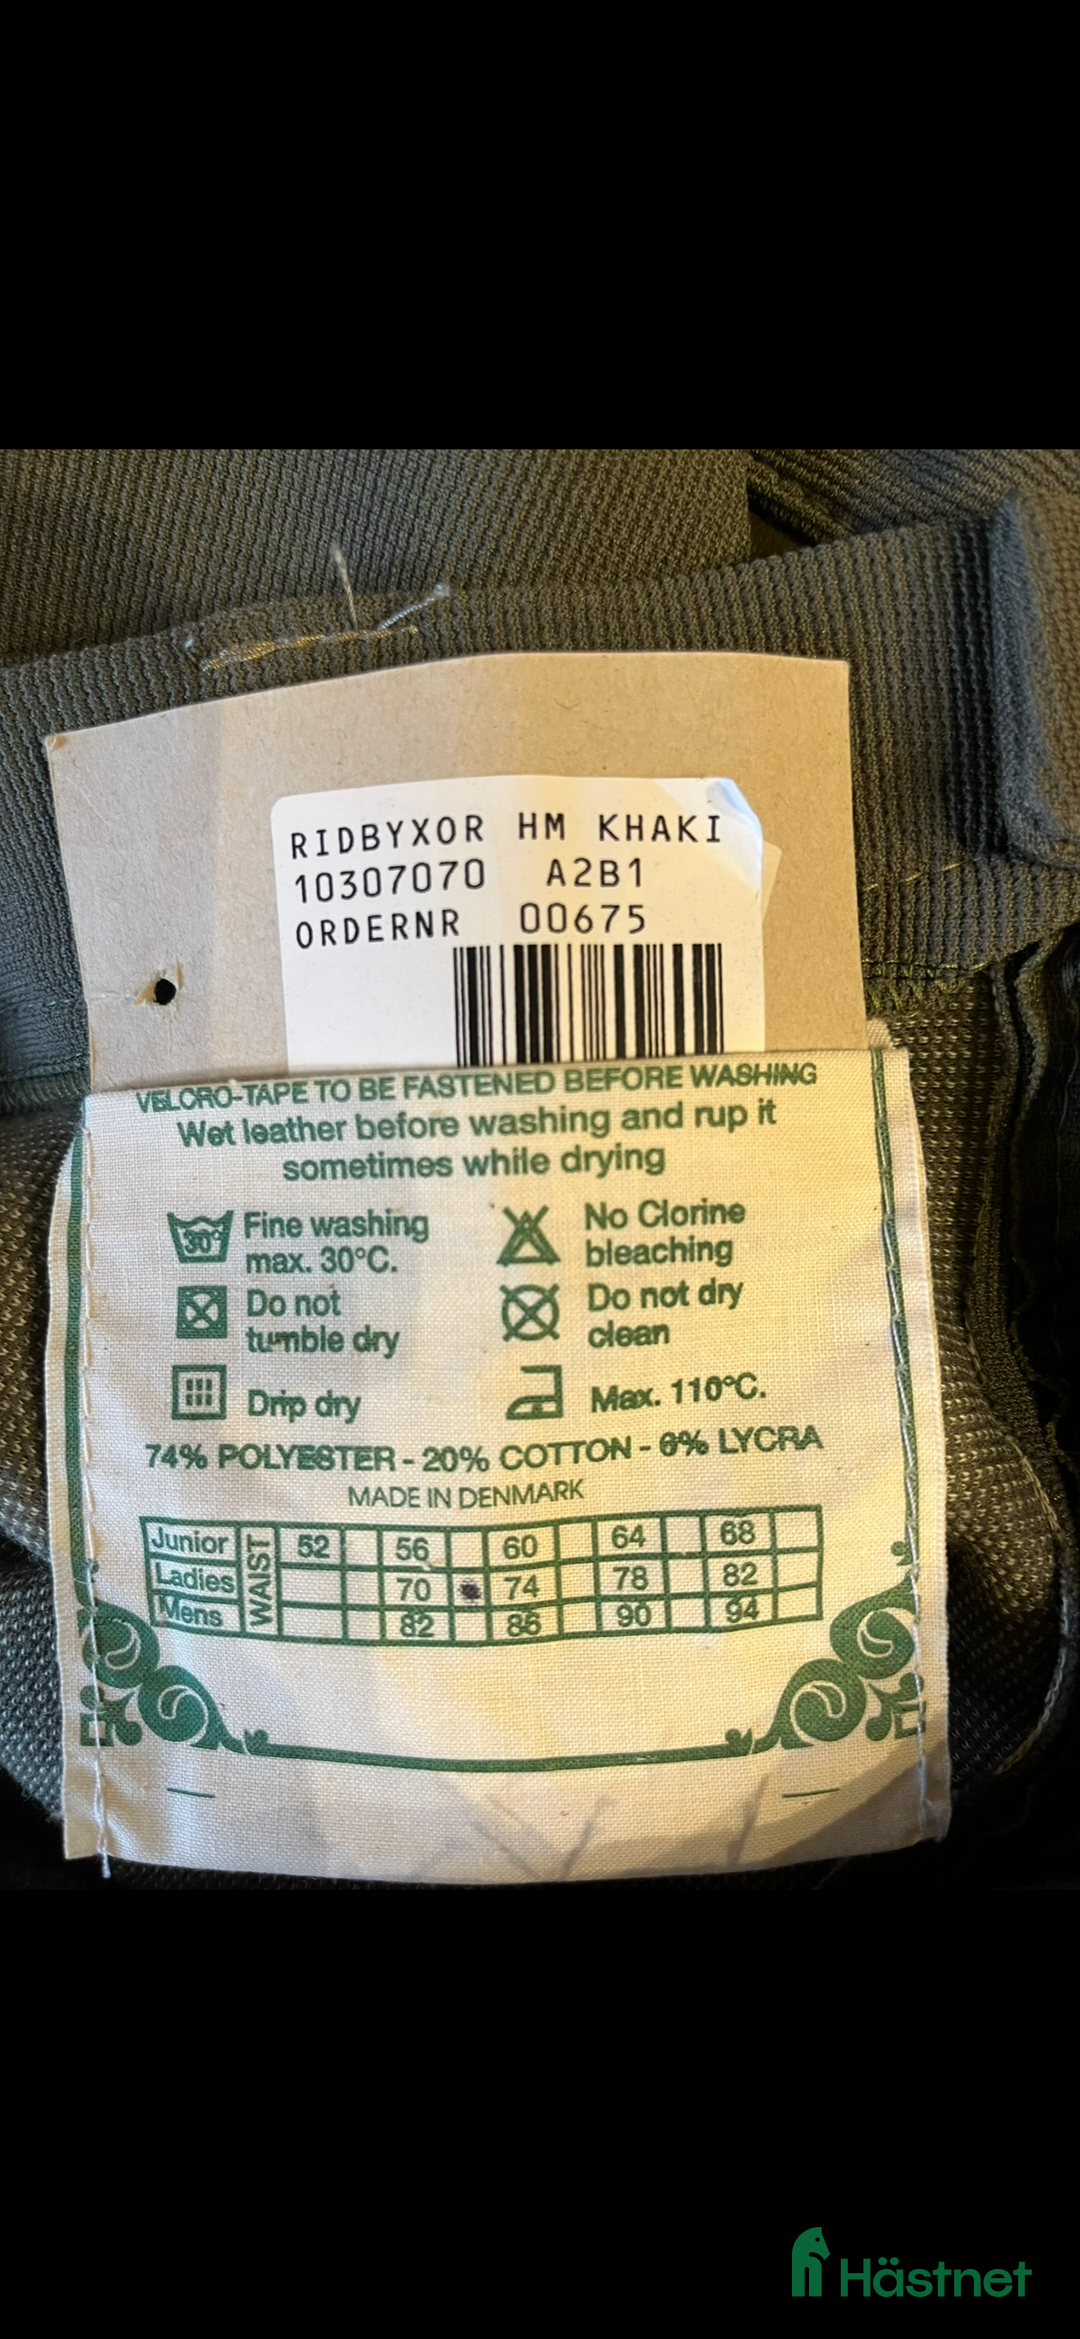 RIDBYXOR HM KHAKI
10307070 A2B1
ORDERNR 00675
VELCRO-TAPE TO BE FASTENED BEFORE WASHING
Wet leather before washing and rup it
sometimes while drying
30° Fine washing
max. 30°C.
No Clorine
bleaching
Do not
tumble dry
Do not dry
clean
Drip dry
Max. 110°C.
74% POLYESTER - 20% COTTON - 6% LYCRA
MADE IN DENMARK
WAIST
Junior 52 56 60 64 68
Ladies 70 74 78 82
Mens 82 86 90 94
Hästnet